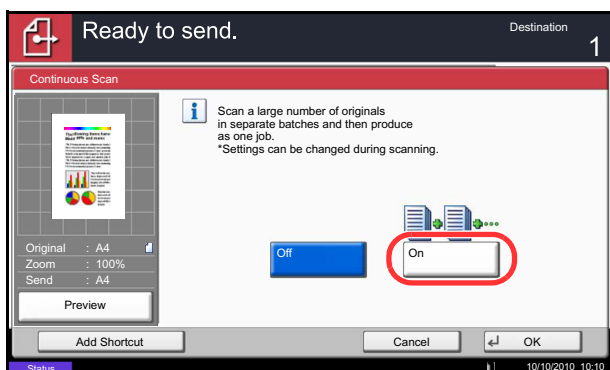 Ready to send.
Destination
1
Continuous Scan
Scan a large number of originals
in separate batches and then produce
as one job.
*Settings can be changed during scanning.
Original : A4
Zoom : 100%
Send : A4
Preview
Off
On
Add Shortcut
Cancel
OK
Status
10/10/2010 10:10